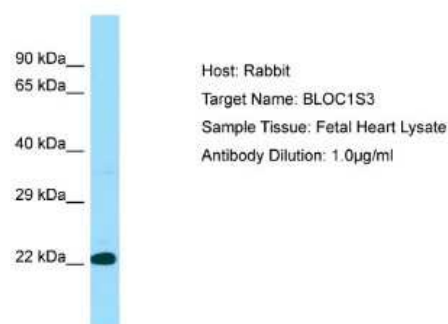 90 kDa
65 kDa
40 kDa
29 kDa
22 kDa
Host: Rabbit
Target Name: BLOC1S3
Sample Tissue: Fetal Heart Lysate
Antibody Dilution: 1.0µg/ml